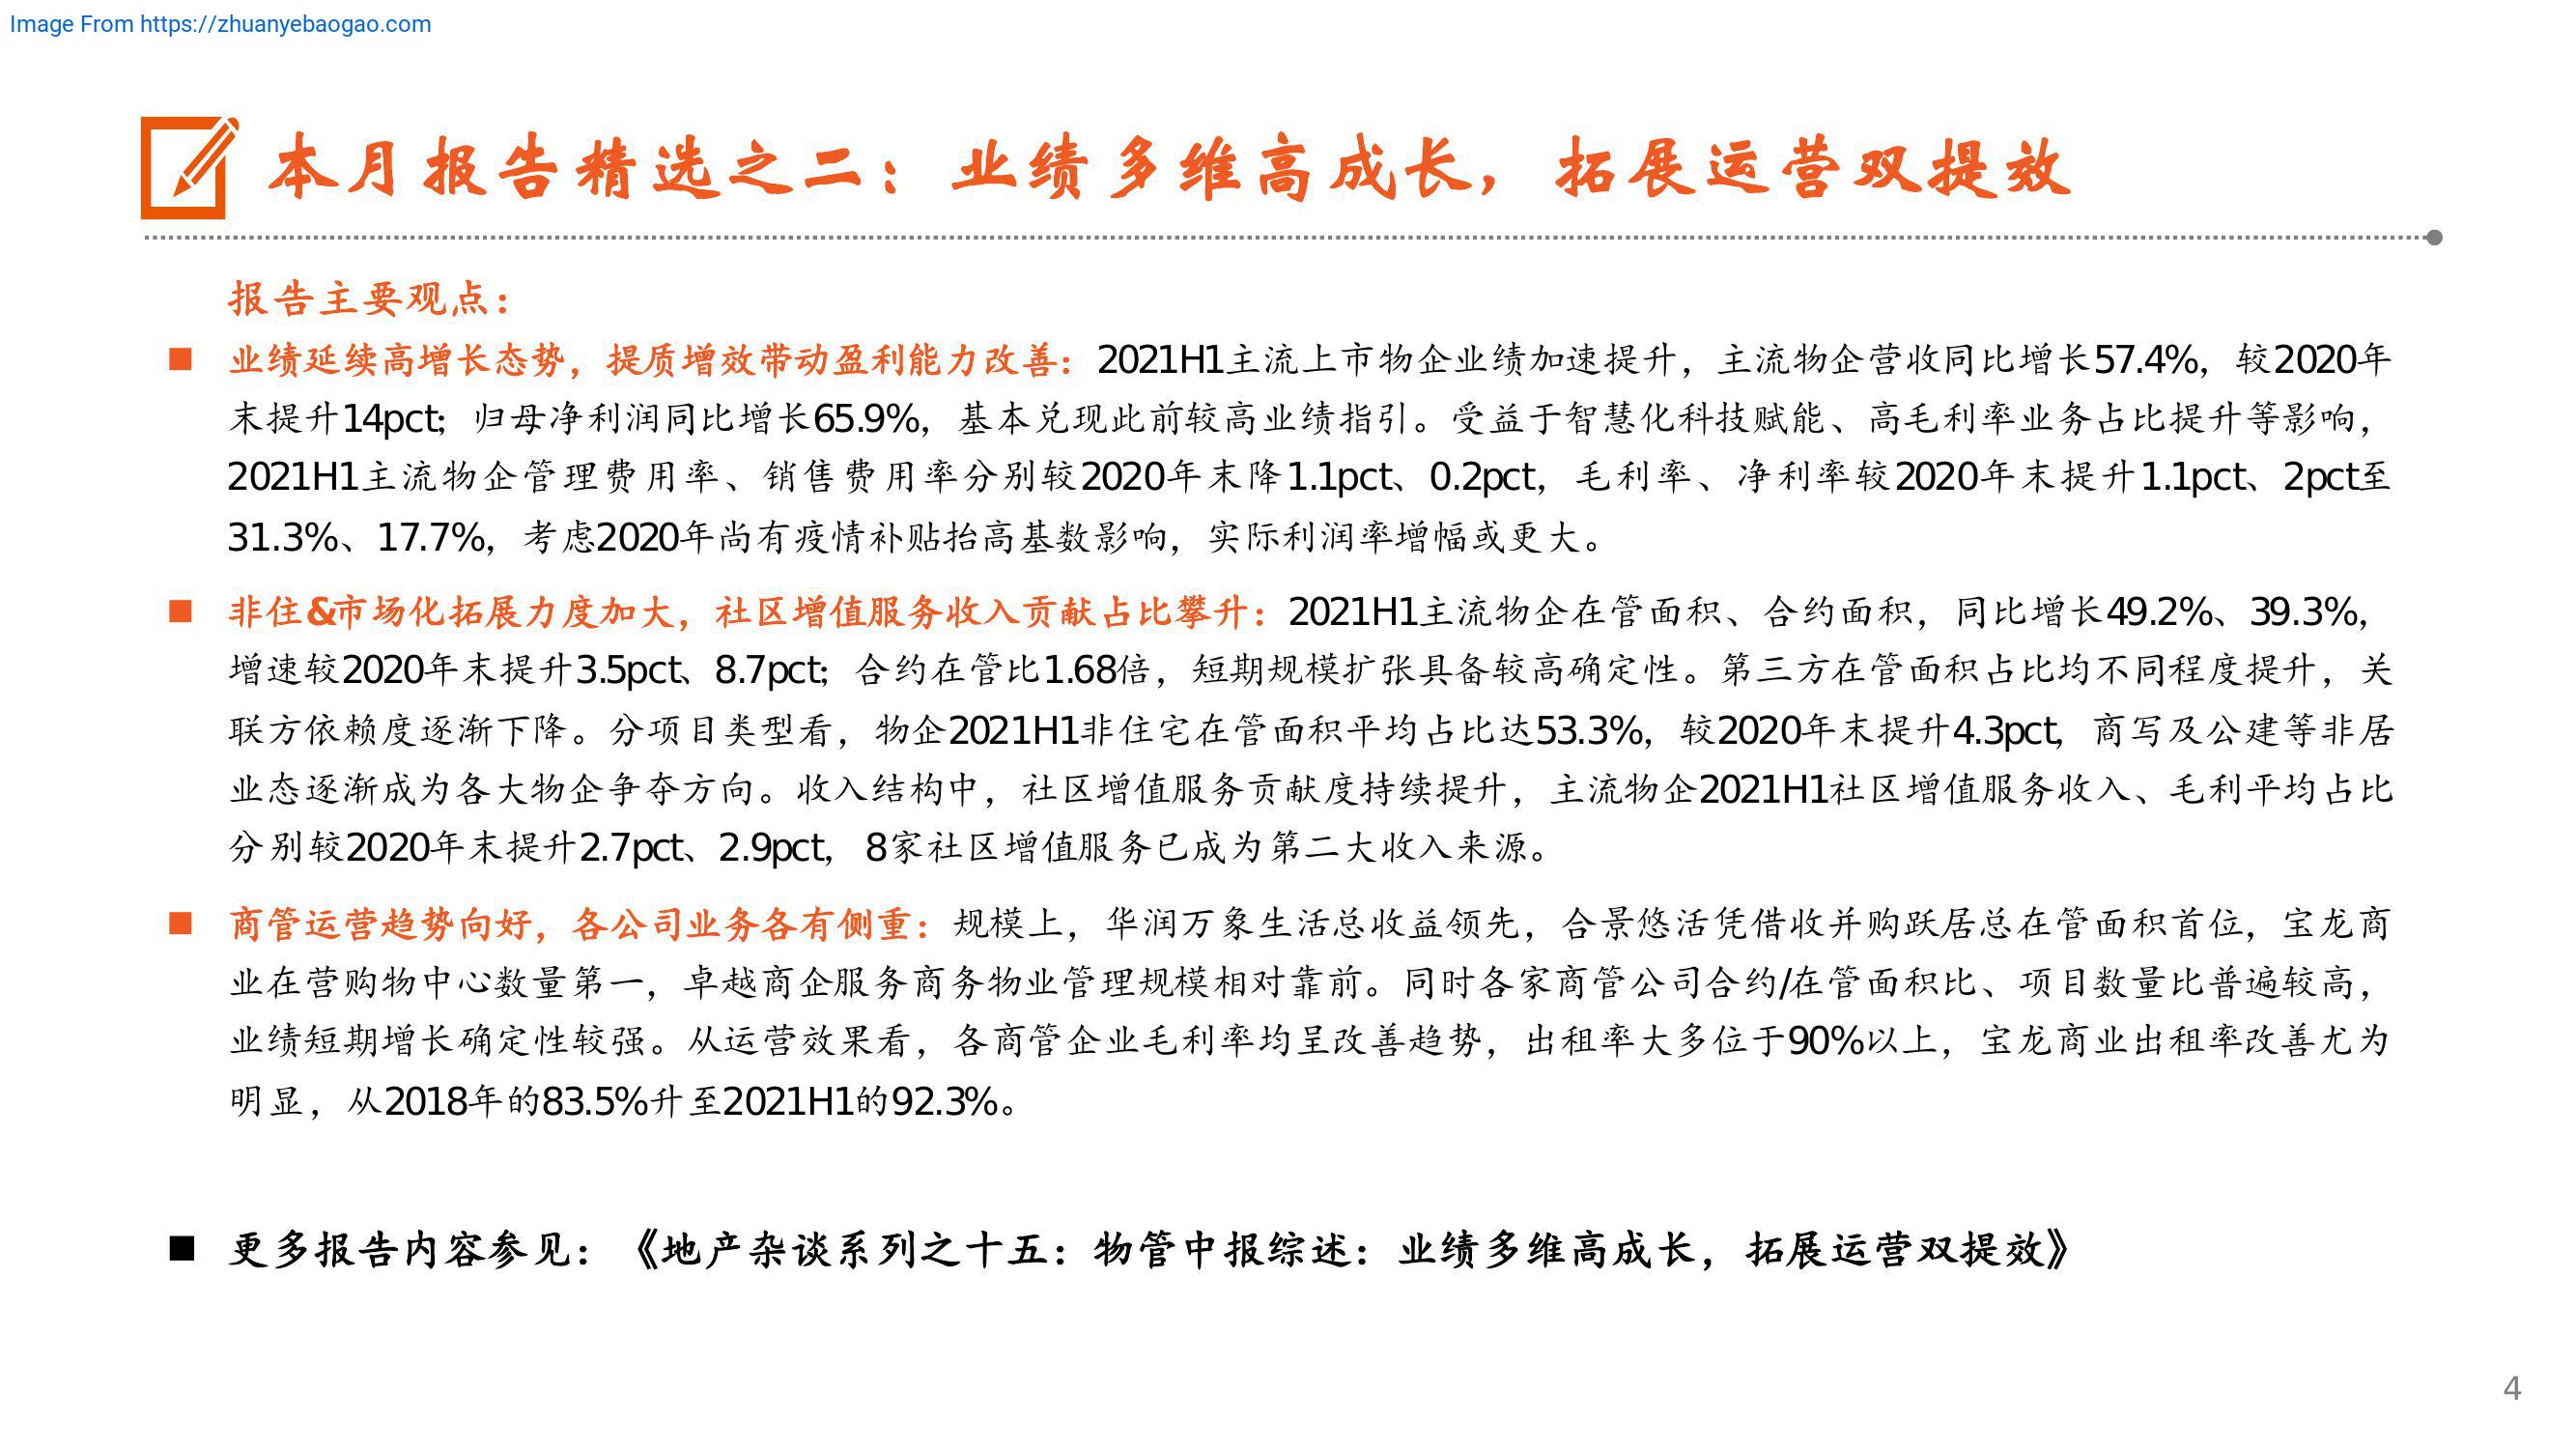 Image From https://zhuanyebaogao.com
本月报告精选之二：业绩多维高成长，拓展运营双提效
报告主要观点：
■ 业绩延续高增长态势，提质增效带动盈利能力改善：2021H1主流上市物企业绩加速提升，主流物企营收同比增长57.4%，较2020年
末提升14pct；归母净利润同比增长65.9%，基本兑现此前较高业绩指引。受益于智慧化科技赋能、高毛利率业务占比提升等影响，
2021H1主流物企管理费用率、销售费用率分别较2020年末降1.1pct、0.2pct，毛利率、净利率较2020年末提升1.1pct、2pct至
31.3%、17.7%，考虑2020年尚有疫情补贴抬高基数影响，实际利润率增幅或更大。
■ 非住&市场化拓展力度加大，社区增值服务收入贡献占比攀升：2021H1主流物企在管面积、合约面积，同比增长49.2%、39.3%，
增速较2020年末提升3.5pct、8.7pct；合约在管比1.68倍，短期规模扩张具备较高确定性。第三方在管面积占比均不同程度提升，关
联方依赖度逐渐下降。分项目类型看，物企2021H1非住宅在管面积平均占比达53.3%，较2020年末提升4.3pct，商写及公建等非居
业态逐渐成为各大物企争夺方向。收入结构中，社区增值服务贡献度持续提升，主流物企2021H1社区增值服务收入、毛利平均占比
分别较2020年末提升2.7pct、2.9pct， 8家社区增值服务已成为第二大收入来源。
■ 商管运营趋势向好，各公司业务各有侧重：规模上，华润万象生活总收益领先，合景悠活凭借收并购跃居总在管面积首位，宝龙商
业在营购物中心数量第一，卓越商企服务商务物业管理规模相对靠前。同时各家商管公司合约/在管面积比、项目数量比普遍较高，
业绩短期增长确定性较强。从运营效果看，各商管企业毛利率均呈改善趋势，出租率大多位于90%以上，宝龙商业出租率改善尤为
明显，从2018年的83.5%升至2021H1的92.3%。
■ 更多报告内容参见：《地产杂谈系列之十五：物管中报综述：业绩多维高成长，拓展运营双提效》
4